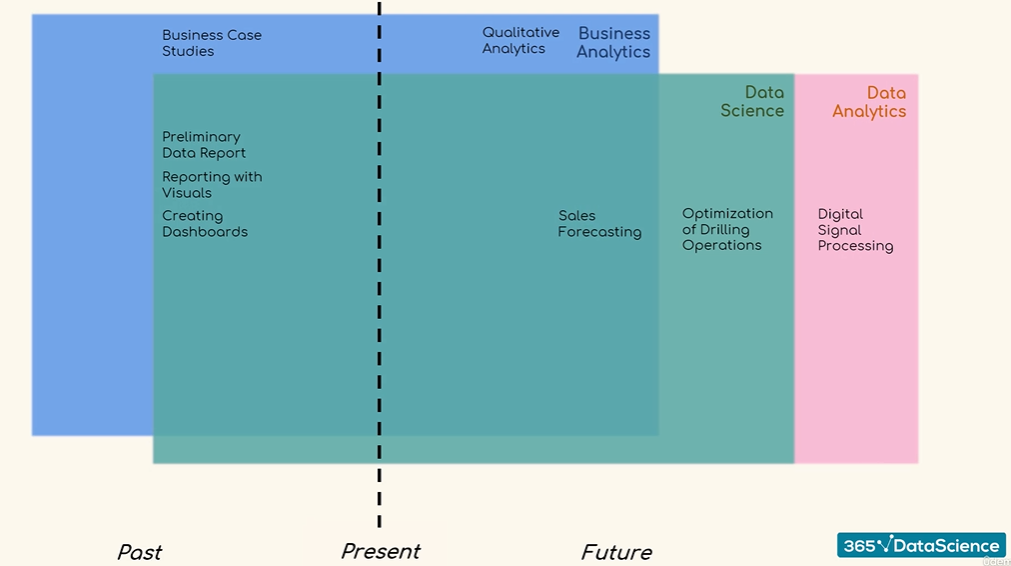 Business Case
Studies
Qualitative
Analytics
Business
Analytics
Data
Science
Data
Analytics
Preliminary
Data Report
Reporting with
Visuals
Creating
Dashboards
Sales
Forecasting
Optimization
of Drilling
Operations
Digital
Signal
Processing
Past
Present
Future
365 DataScience